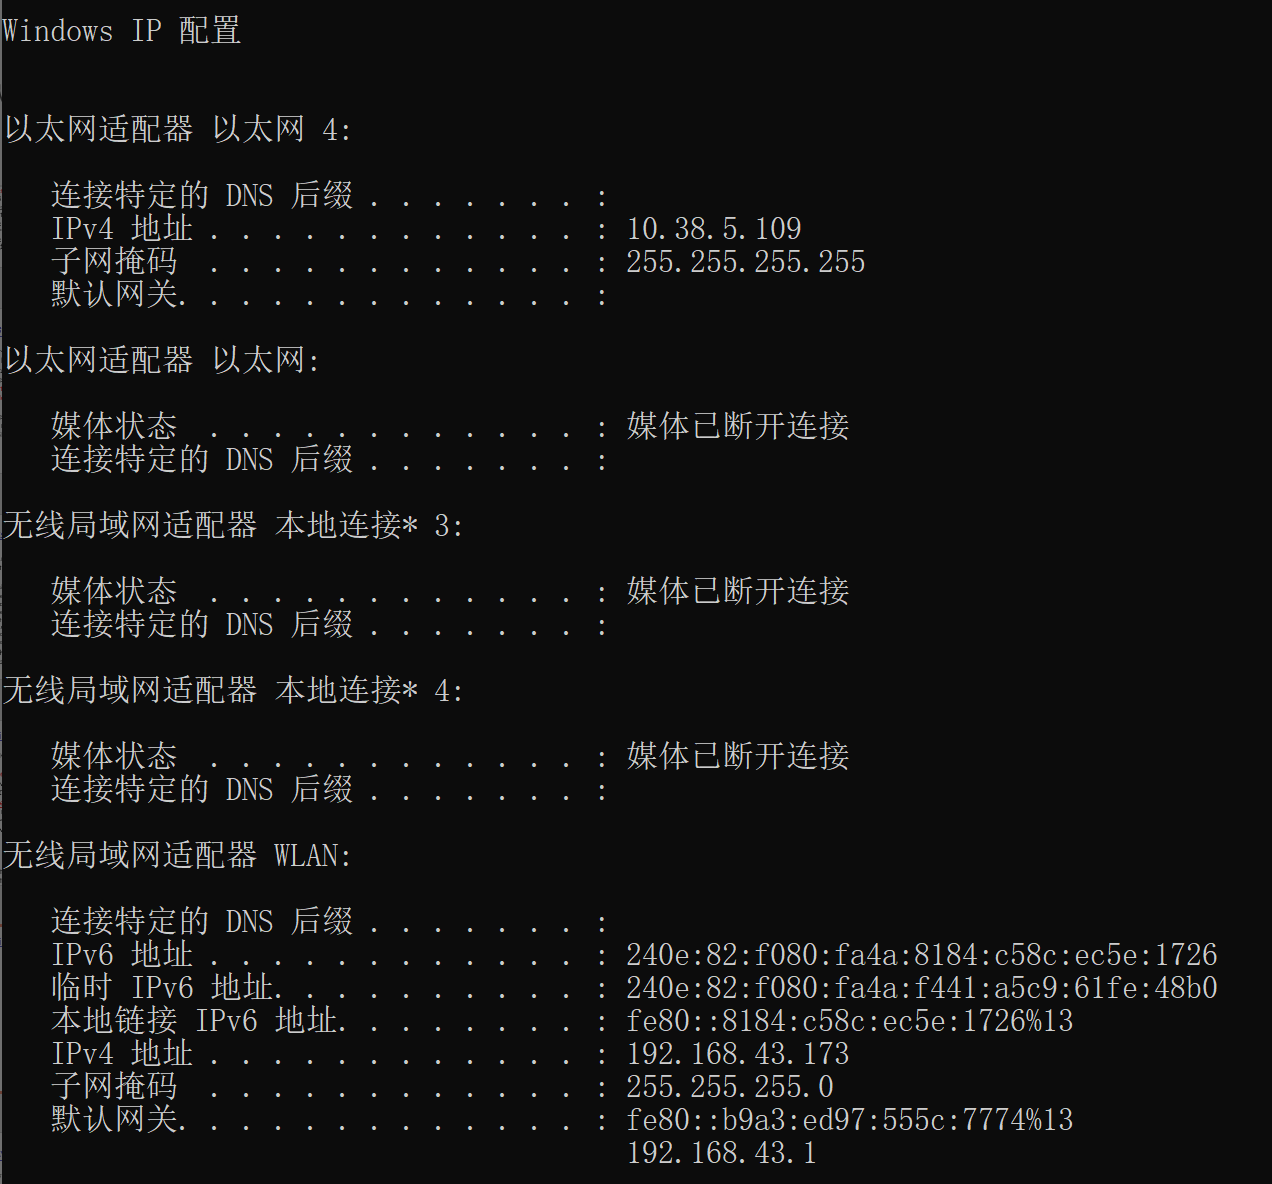 Windows IP 配置
以太网适配器 以太网 4:
连接特定的 DNS 后缀 . . . . . . . :
IPv4 地址 . . . . . . . . . . . . : 10.38.5.109
子网掩码  . . . . . . . . . . . . : 255.255.255.255
默认网关. . . . . . . . . . . . . :
以太网适配器 以太网:
媒体状态  . . . . . . . . . . . . : 媒体已断开连接
连接特定的 DNS 后缀 . . . . . . . :
无线局域网适配器 本地连接* 3:
媒体状态  . . . . . . . . . . . . : 媒体已断开连接
连接特定的 DNS 后缀 . . . . . . . :
无线局域网适配器 本地连接* 4:
媒体状态  . . . . . . . . . . . . : 媒体已断开连接
连接特定的 DNS 后缀 . . . . . . . :
无线局域网适配器 WLAN:
连接特定的 DNS 后缀 . . . . . . . :
IPv6 地址 . . . . . . . . . . . . : 240e:82:f080:fa4a:8184:c58c:ec5e:1726
临时 IPv6 地址. . . . . . . . . . : 240e:82:f080:fa4a:f441:a5c9:61fe:48b0
本地链接 IPv6 地址. . . . . . . . : fe80::8184:c58c:ec5e:1726%13
IPv4 地址 . . . . . . . . . . . . : 192.168.43.173
子网掩码  . . . . . . . . . . . . : 255.255.255.0
默认网关. . . . . . . . . . . . . : fe80::b9a3:ed97:555c:7774%13
192.168.43.1